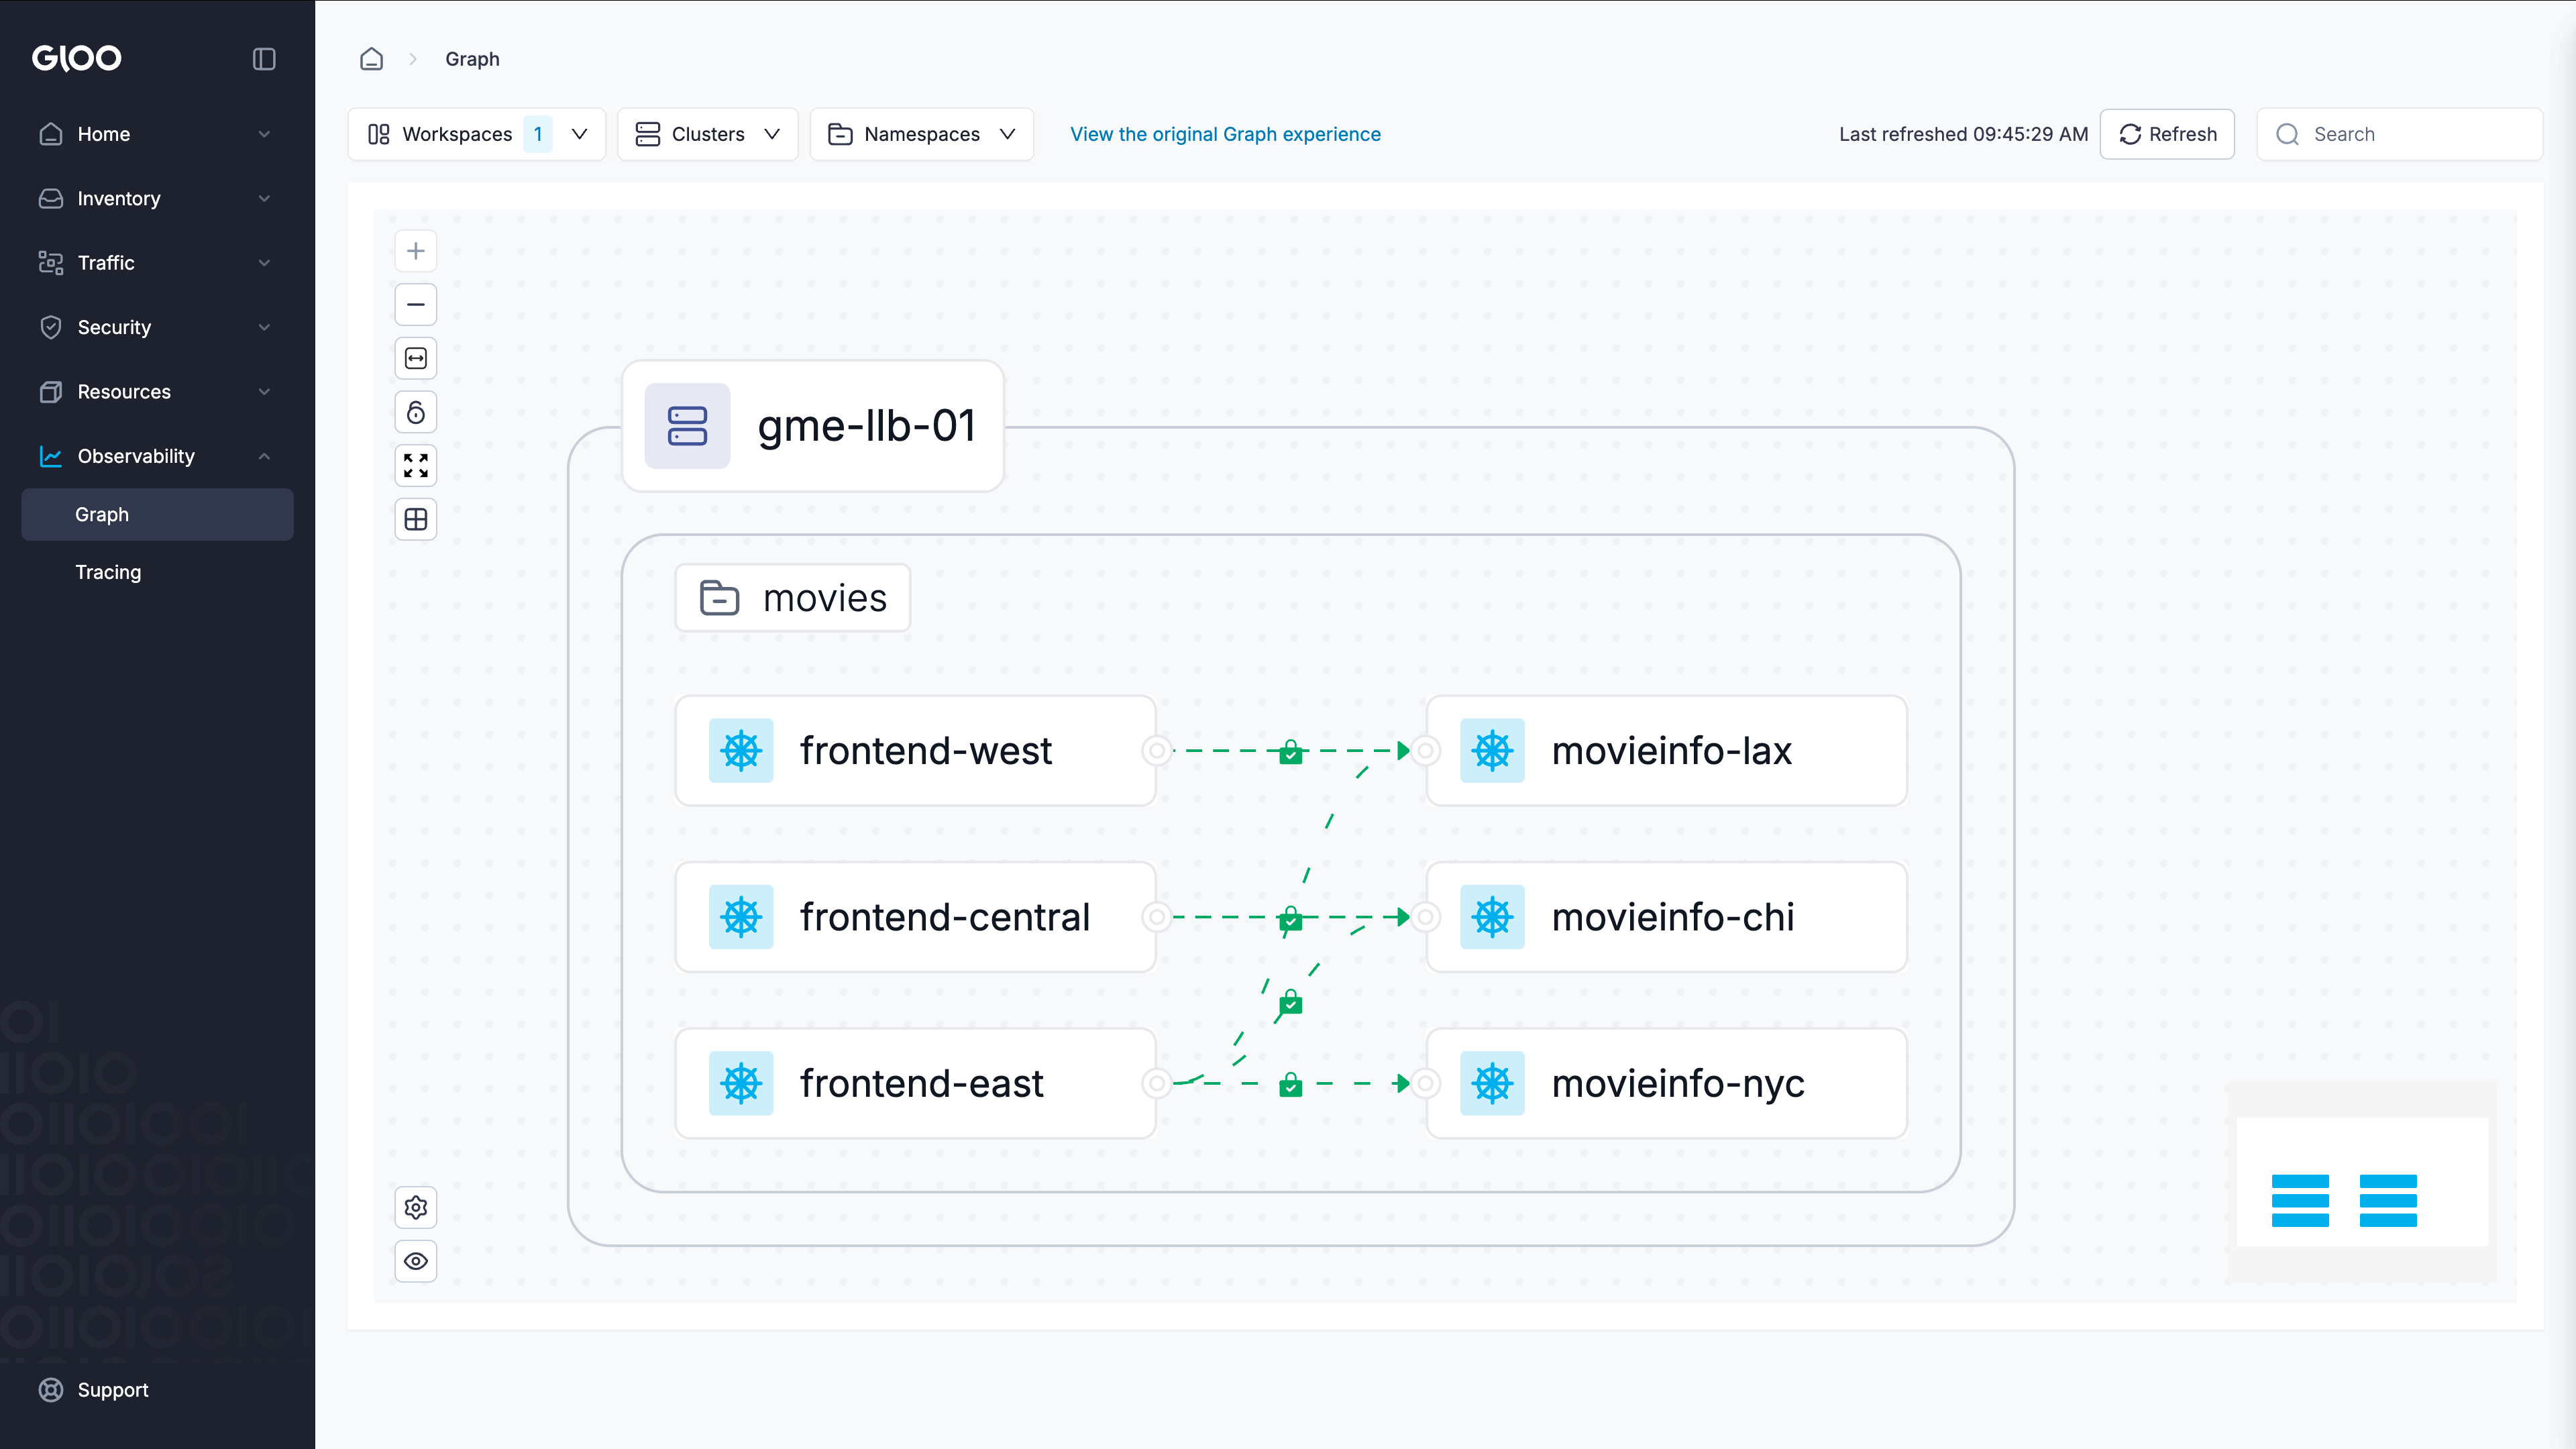 GLOO
Home
Inventory
Traffic
Security
Resources
Observability
Graph
Tracing
Support
Graph
Workspaces 1
Clusters
Namespaces
View the original Graph experience
Last refreshed 09:45:29 AM
Refresh
Search
gme-llb-01
movies
frontend-west
movieinfo-lax
frontend-central
movieinfo-chi
frontend-east
movieinfo-nyc